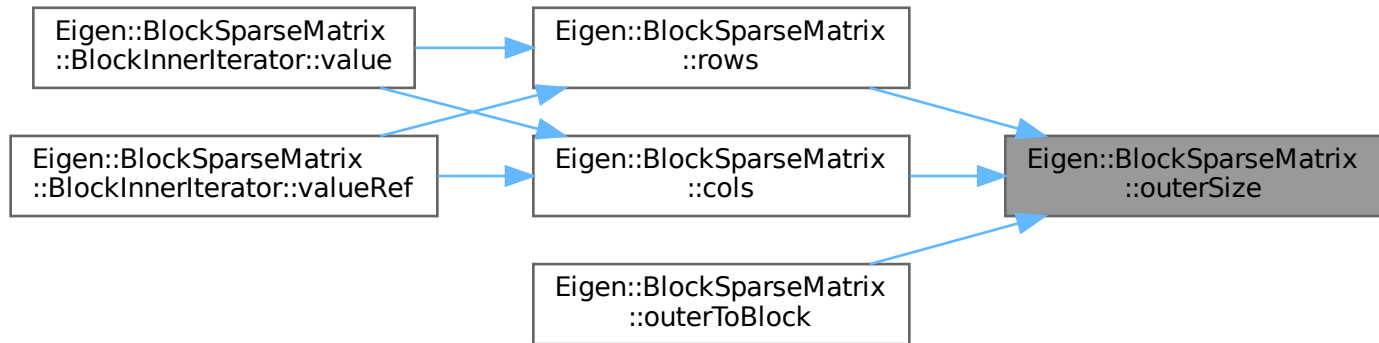 Eigen::BlockSparseMatrix
::BlockInnerIterator::value
Eigen::BlockSparseMatrix
::rows
Eigen::BlockSparseMatrix
::BlockInnerIterator::valueRef
Eigen::BlockSparseMatrix
::cols
Eigen::BlockSparseMatrix
::outerSize
Eigen::BlockSparseMatrix
::outerToBlock